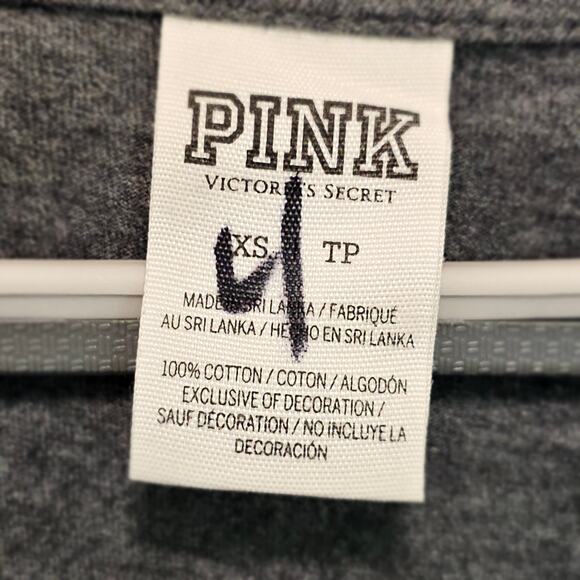 PINK
VICTORIA'S SECRET
XS TP
MADE IN SRI LANKA / FABRIQUÉ
AU SRI LANKA / HECHO EN SRI LANKA
100% COTTON / COTON / ALGODÓN
EXCLUSIVE OF DECORATION /
SAUF DÉCORATION / NO INCLUYE LA
DECORACIÓN